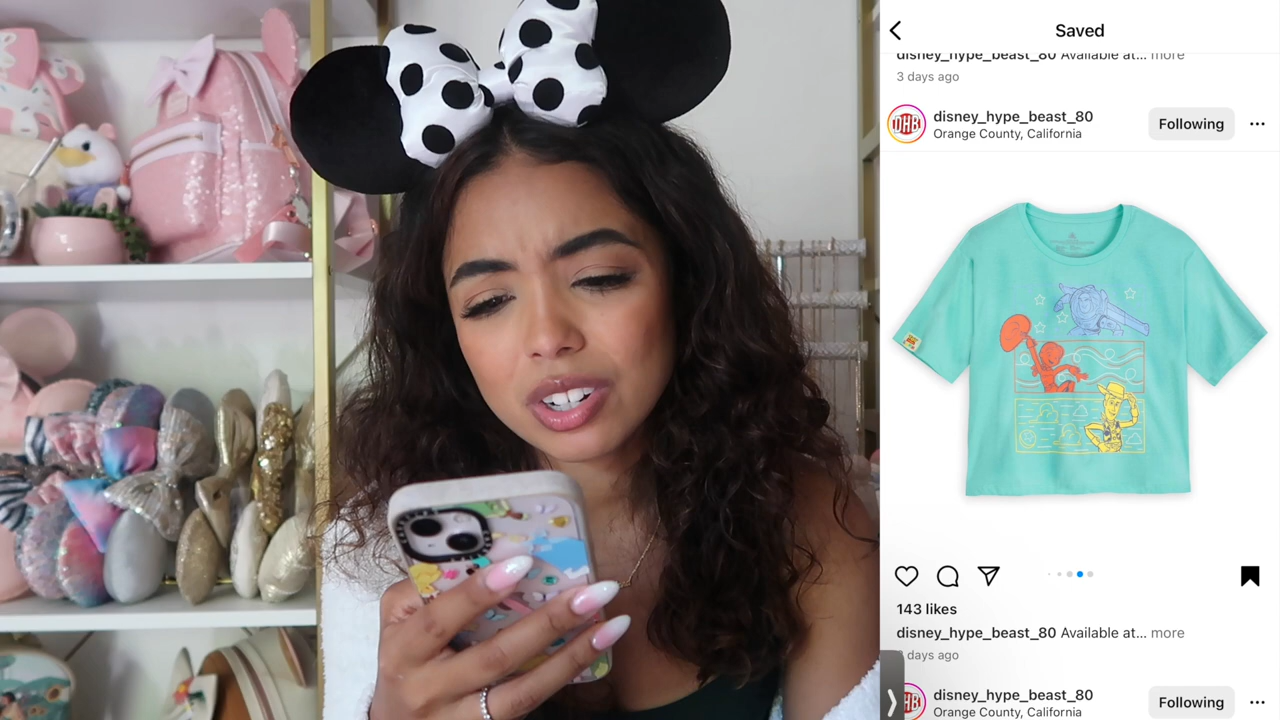 Saved
disney_hype_beast_80 Available at... more
3 days ago
DHB
disney_hype_beast_80
Orange County, California
Following
143 likes
disney_hype_beast_80 Available at... more
days ago
disney_hype_beast_80
Orange County, California
Following